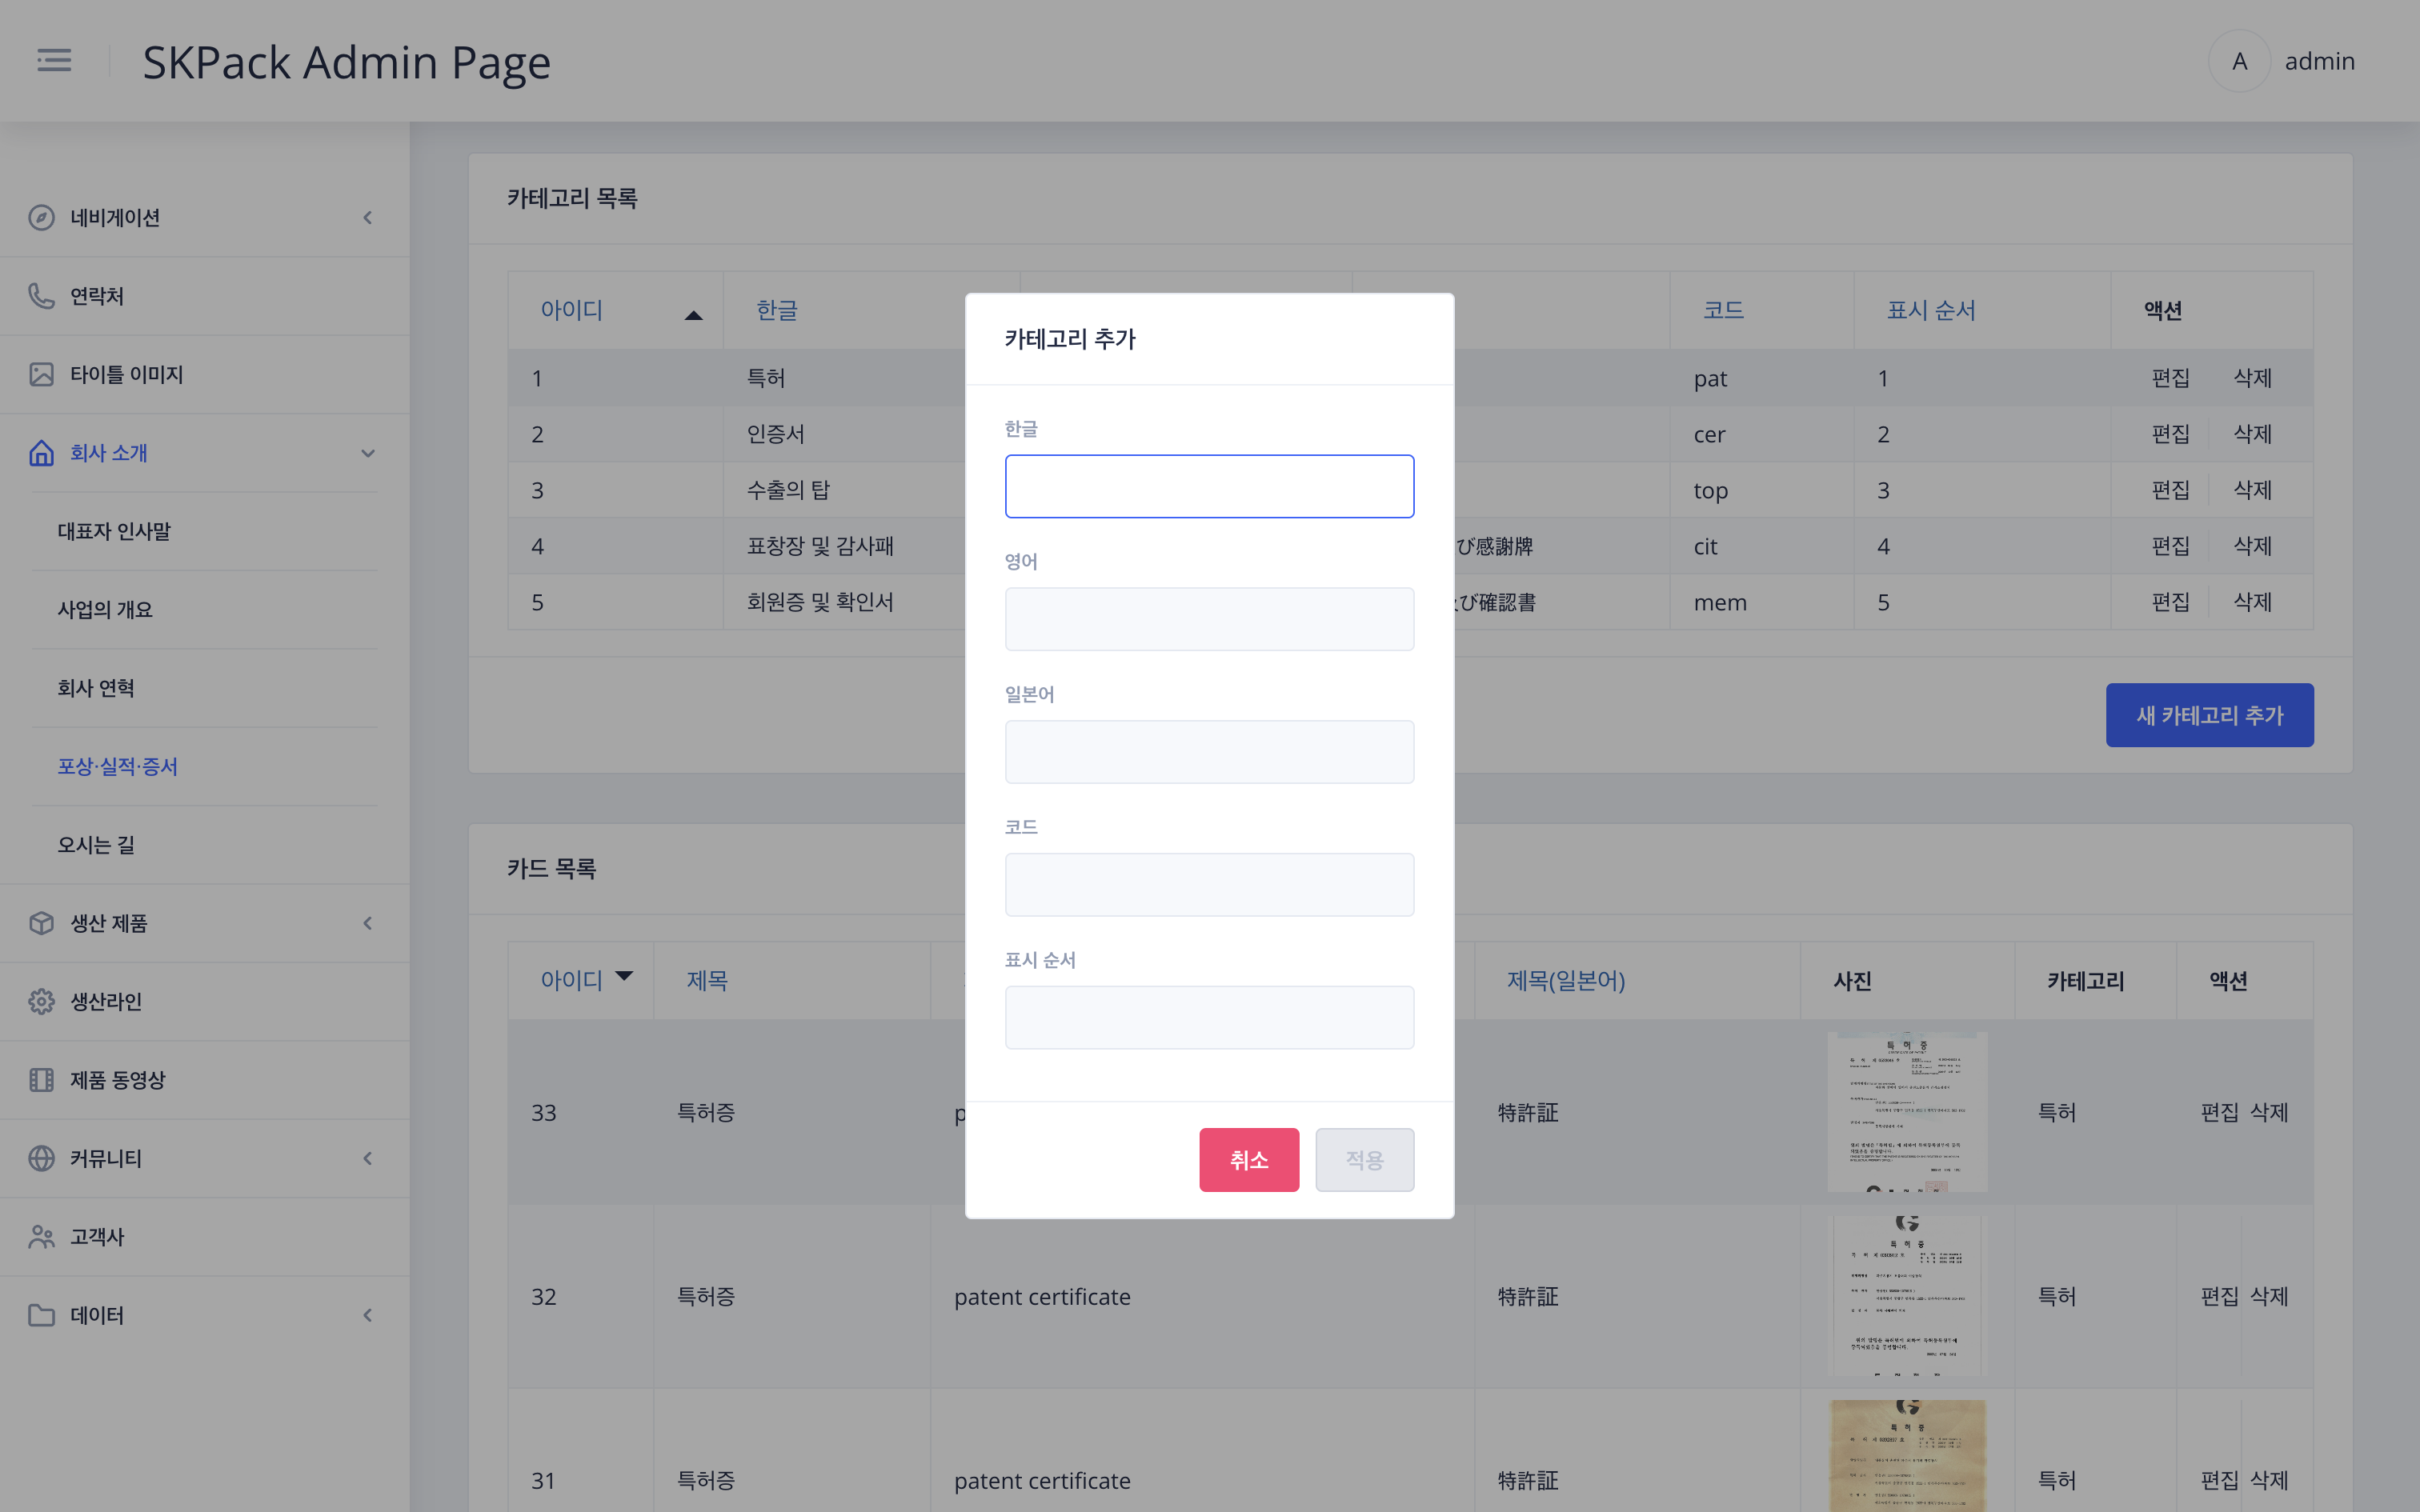 SKPack Admin Page
A admin
네비게이션
연락처
타이틀 이미지
회사 소개
대표자 인사말
사업의 개요
회사 연혁
포상·실적·증서
오시는 길
생산 제품
생산라인
제품 동영상
커뮤니티
고객사
데이터
카테고리 목록
아이디 한글 코드 표시 순서 액션
1 특허 pat 1 편집 삭제
2 인증서 cer 2 편집 삭제
3 수출의 탑 top 3 편집 삭제
4 표창장 및 감사패 び感謝牌 cit 4 편집 삭제
5 회원증 및 확인서 び確認書 mem 5 편집 삭제
새 카테고리 추가
카테고리 추가
한글
영어
일본어
코드
표시 순서
취소 적용
카드 목록
아이디 제목 제목(일본어) 사진 카테고리 액션
33 특허증 p 特許証 특허 편집 삭제
특허증
32 특허증 patent certificate 特許証 특허 편집 삭제
특허증
31 특허증 patent certificate 特許証 특허 편집 삭제
특허증